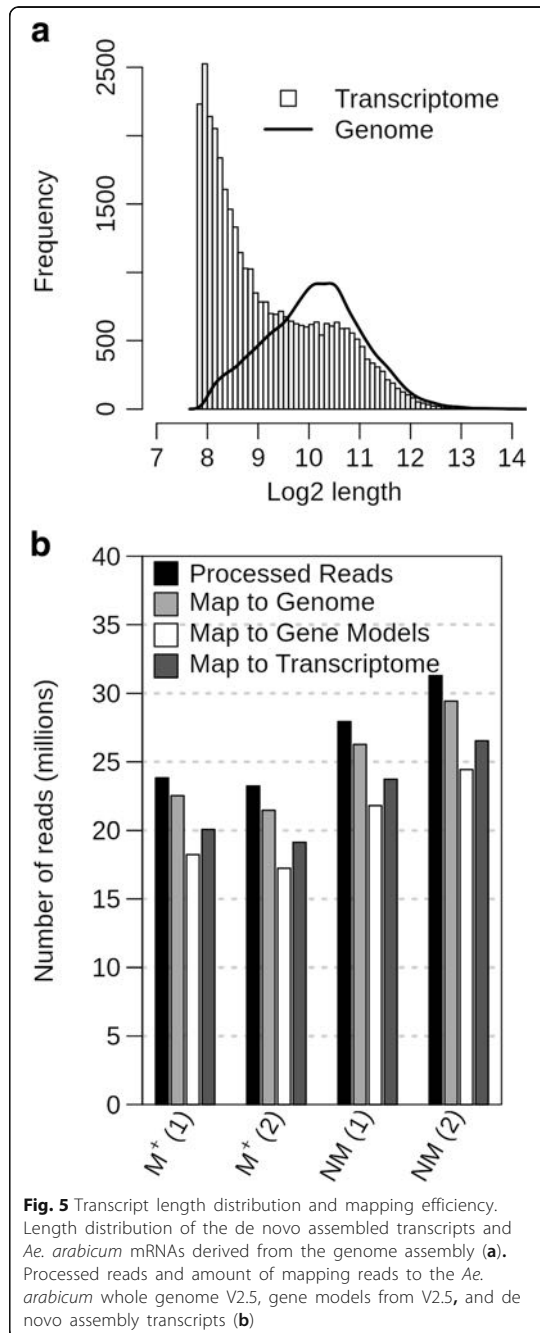 a
2500
1500
500
0
Frequency
Transcriptome
Genome
7 8 9 10 11 12 13 14
Log2 length
b
40
35
30
25
20
15
10
5
0
Number of reads (millions)
Processed Reads
Map to Genome
Map to Gene Models
Map to Transcriptome
M⁺ (1)
M⁺ (2)
NM (1)
NM (2)
Fig. 5 Transcript length distribution and mapping efficiency.
Length distribution of the de novo assembled transcripts and
Ae. arabicum mRNAs derived from the genome assembly (a).
Processed reads and amount of mapping reads to the Ae.
arabicum whole genome V2.5, gene models from V2.5, and de
novo assembly transcripts (b)